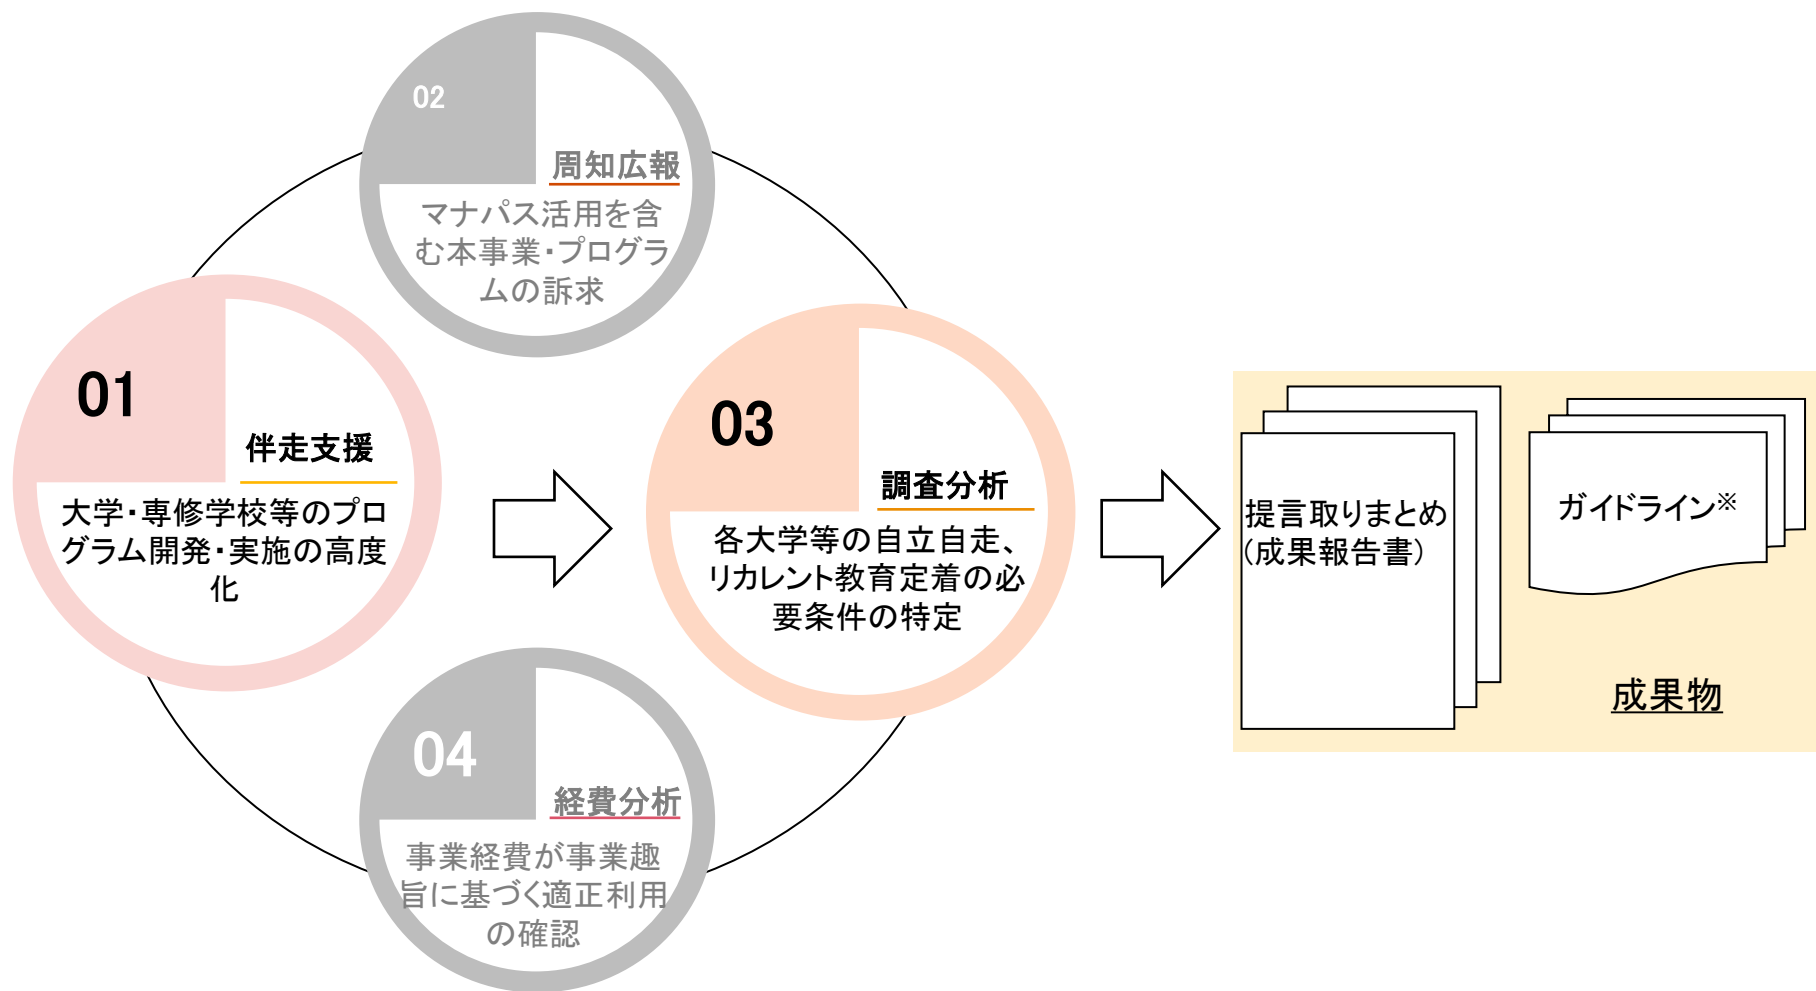 02
周知広報
マナパス活用を含
む本事業・プログラ
ムの訴求
01
伴走支援
大学・専修学校等のプロ
グラム開発・実施の高度
化
03
調査分析
各大学等の自立自走、
リカレント教育定着の必
要条件の特定
04
経費分析
事業経費が事業趣
旨に基づく適正利用
の確認
提言取りまとめ
(成果報告書)
ガイドライン※
成果物